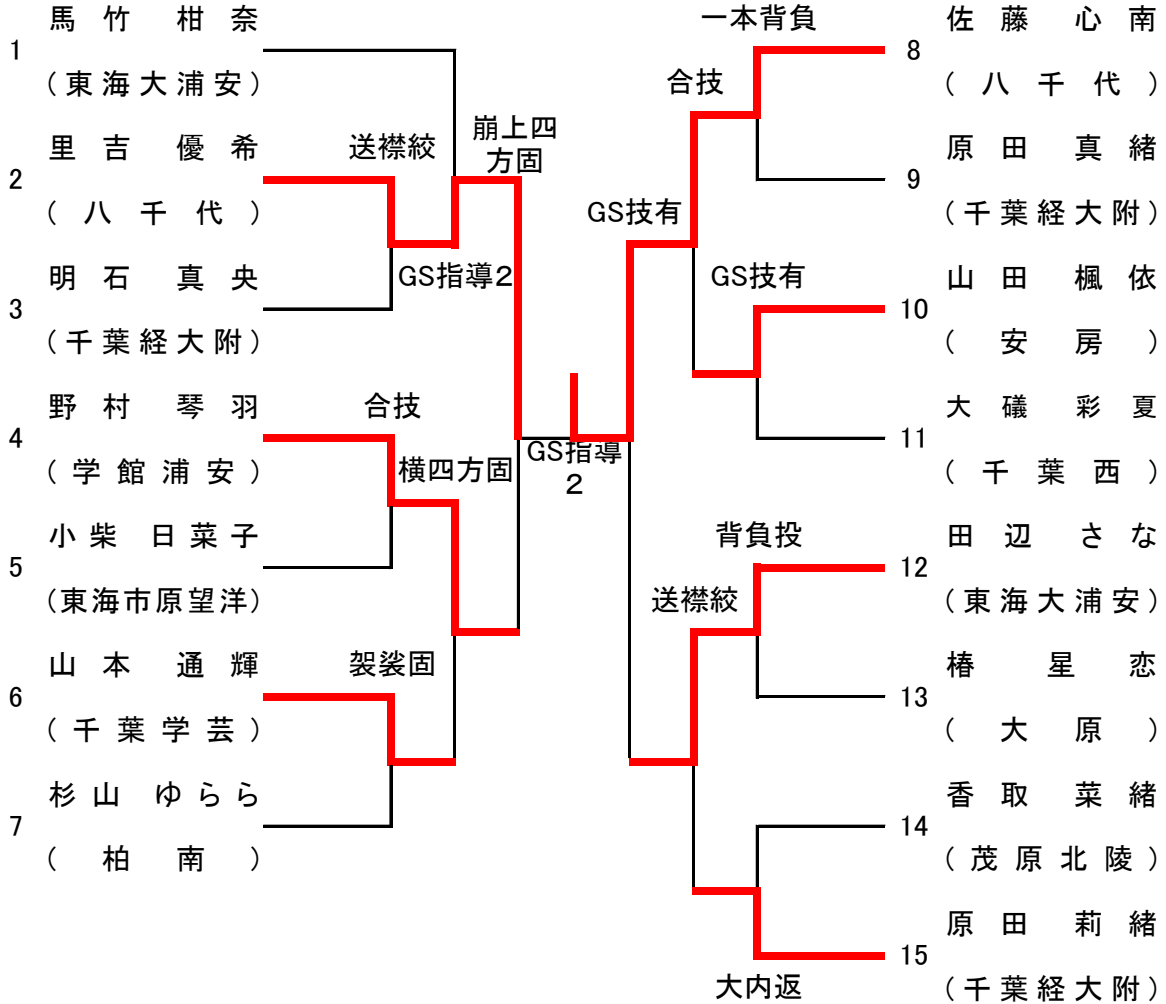 馬竹 柑奈
1
(東海大浦安)
里吉 優希
2
(八千代)
明石 真央
3
(千葉経大附)
野村 琴羽
4
(学館浦安)
小柴 日菜子
5
(東海市原望洋)
山本 通輝
6
(千葉学芸)
杉山 ゆらら
7
(柏南)
送襟絞
崩上四
方固
GS指導2
合技
横四方固
袈裟固
GS指導
2
一本背負
合技
GS技有
GS技有
背負投
送襟絞
大内返
佐藤 心南
8
(八千代)
原田 真緒
9
(千葉経大附)
山田 楓依
10
(安房)
大磯 彩夏
11
(千葉西)
田辺 さな
12
(東海大浦安)
椿 星恋
13
(大原)
香取 菜緒
14
(茂原北陵)
原田 莉緒
15
(千葉経大附)